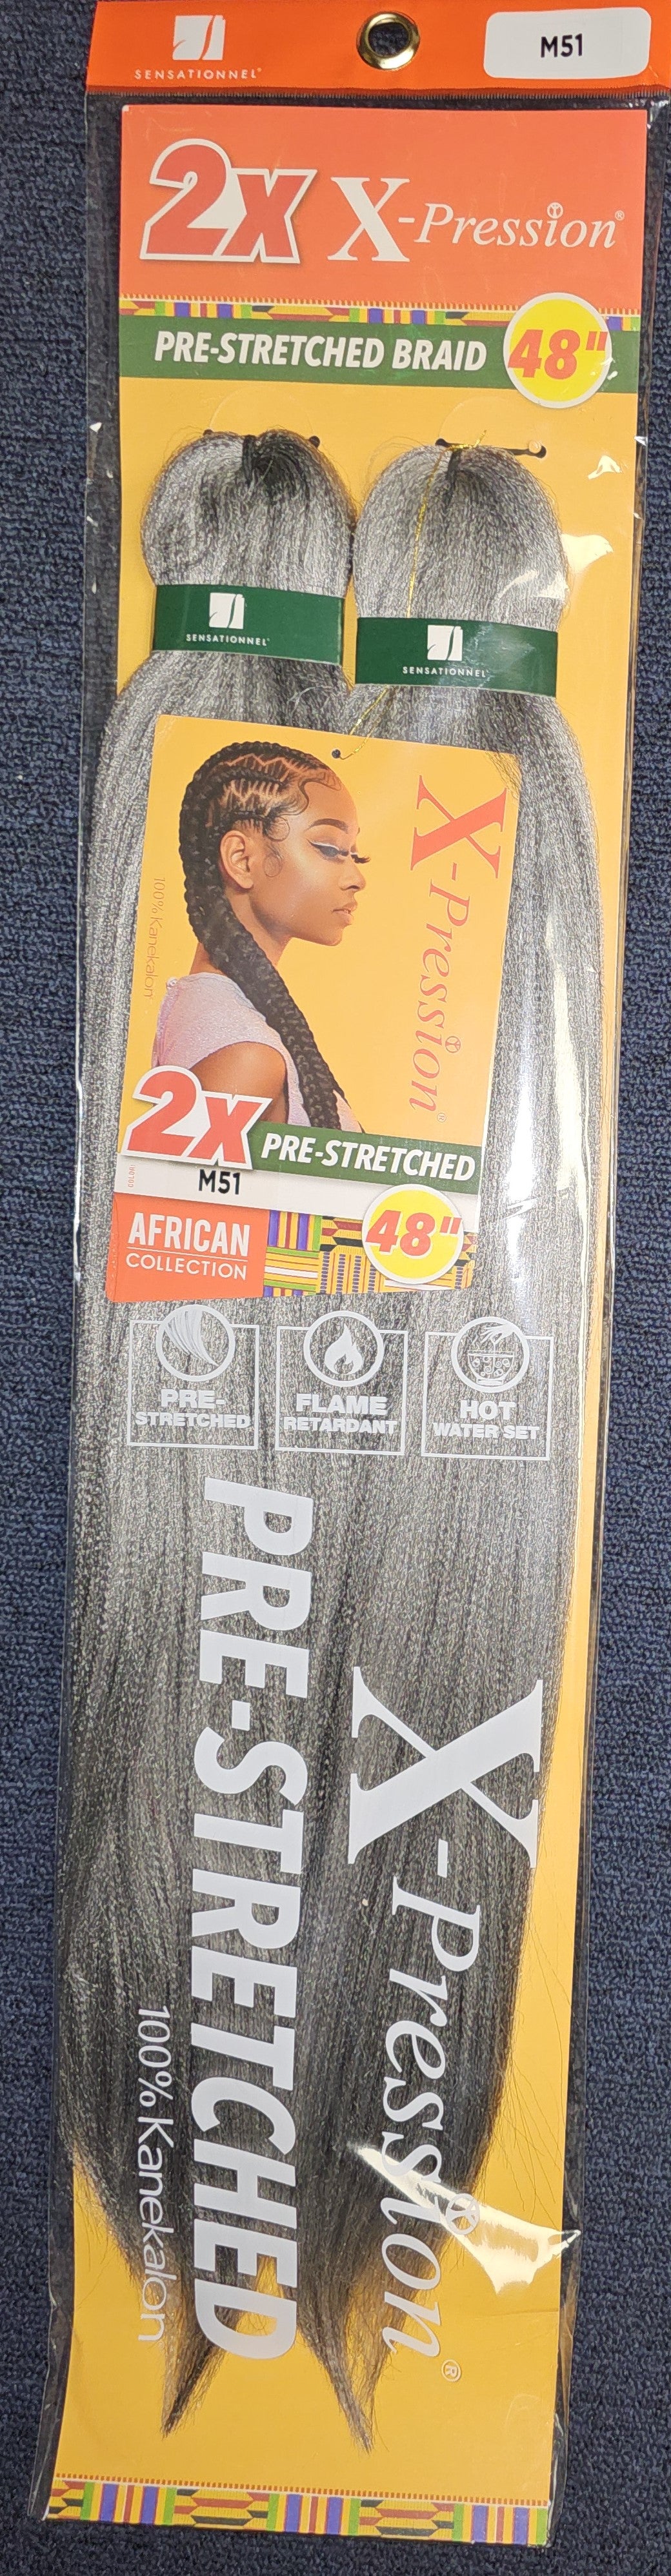 SENSATIONNEL®
M51
2X X-Pression®
PRE-STRETCHED BRAID 48"
SENSATIONNEL®
SENSATIONNEL®
X-Pression®
100% Kanekalon
2X PRE-STRETCHED
COLOR:
M51
48"
AFRICAN
COLLECTION
PRE-
STRETCHED
FLAME
RETARDANT
HOT
WATER SET
PRE-STRETCHED
X-Pression®
100% Kanekalon